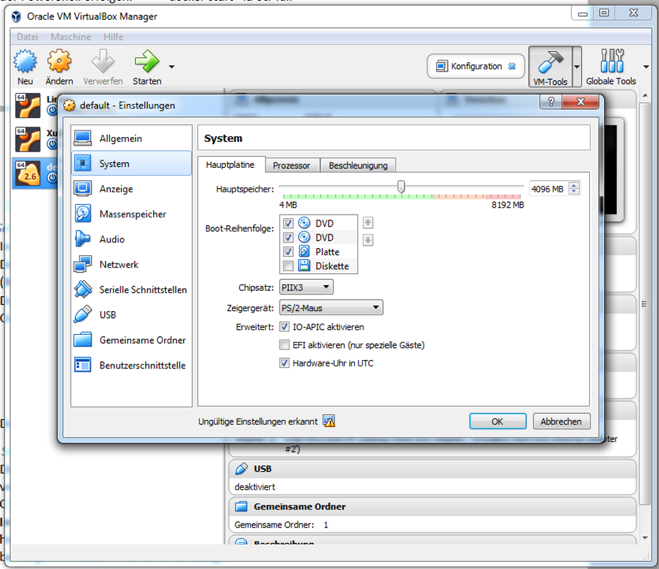 Oracle VM VirtualBox Manager
Datei Maschine Hilfe
Neu Ändern Verwerfen Starten
Konfiguration
VM-Tools Globale Tools
64
64
64
2.6
default - Einstellungen
Allgemein
System
Anzeige
Massenspeicher
Audio
Netzwerk
Serielle Schnittstellen
USB
Gemeinsame Ordner
Benutzerschnittstelle
System
Hauptplatine Prozessor Beschleunigung
Hauptspeicher: 4096 MB
4 MB 8192 MB
Boot-Reihenfolge: DVD
DVD
Platte
Diskette
Chipsatz: PIIX3
Zeigergerät: PS/2-Maus
Erweitert: IO-APIC aktivieren
EFI aktivieren (nur spezielle Gäste)
Hardware-Uhr in UTC
Ungültige Einstellungen erkannt
OK Abbrechen
#2)
USB
deaktiviert
Gemeinsame Ordner
Gemeinsame Ordner: 1